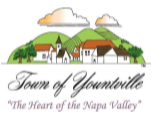 Town of Yountville
"The Heart of the Napa Valley"